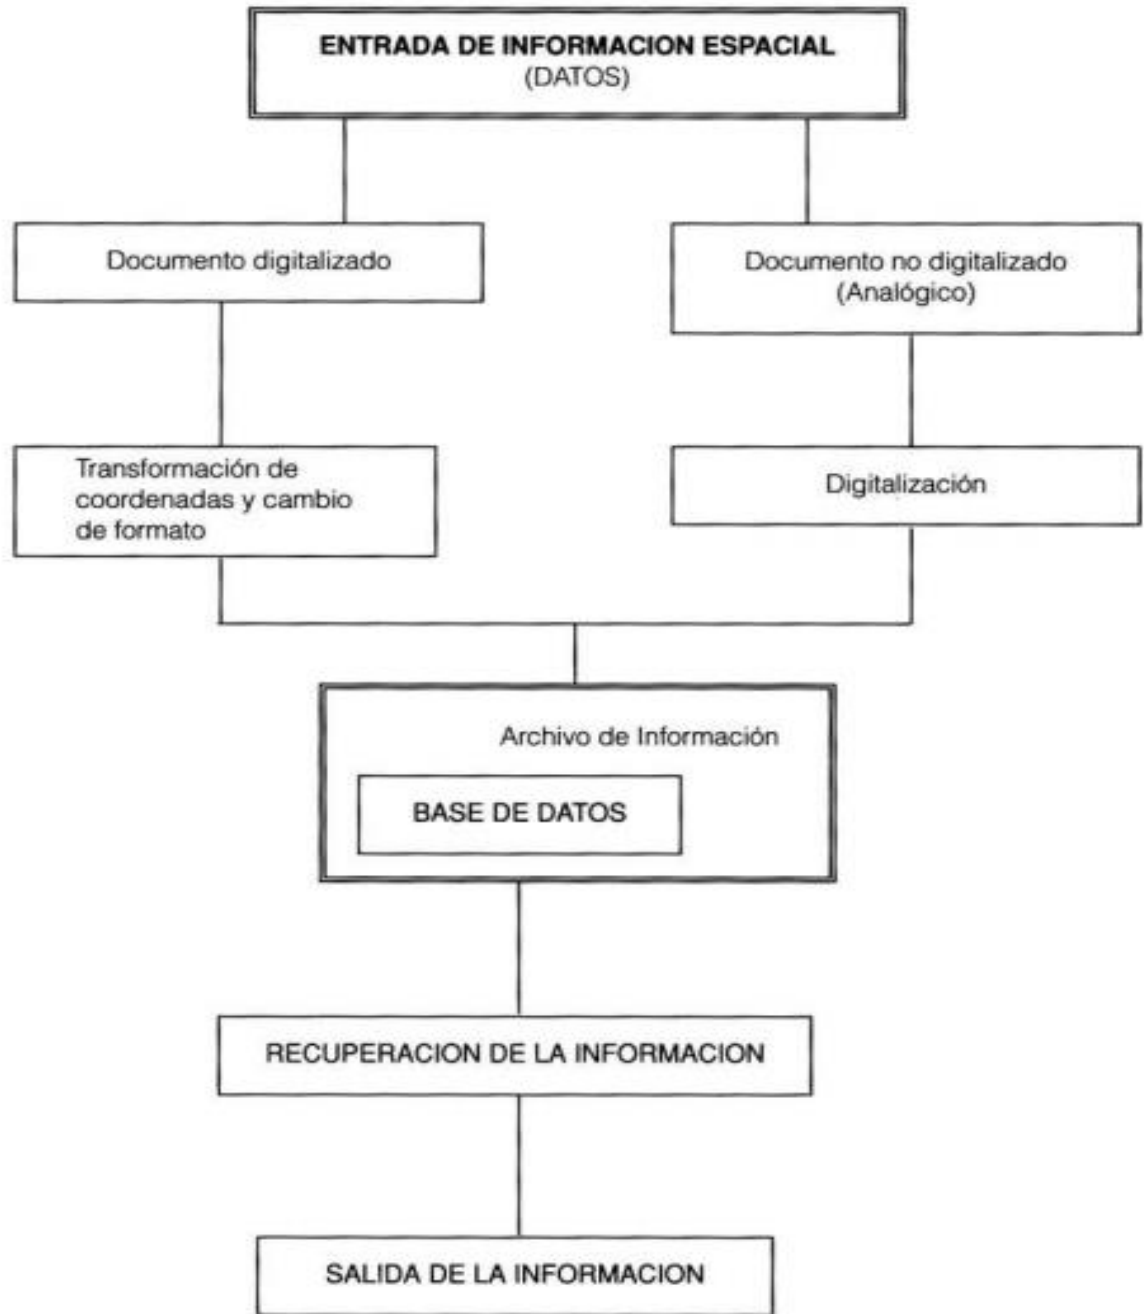 ENTRADA DE INFORMACION ESPACIAL
(DATOS)
Documento digitalizado
Documento no digitalizado
(Analógico)
Transformación de
coordenadas y cambio
de formato
Digitalización
Archivo de Información
BASE DE DATOS
RECUPERACION DE LA INFORMACION
SALIDA DE LA INFORMACION